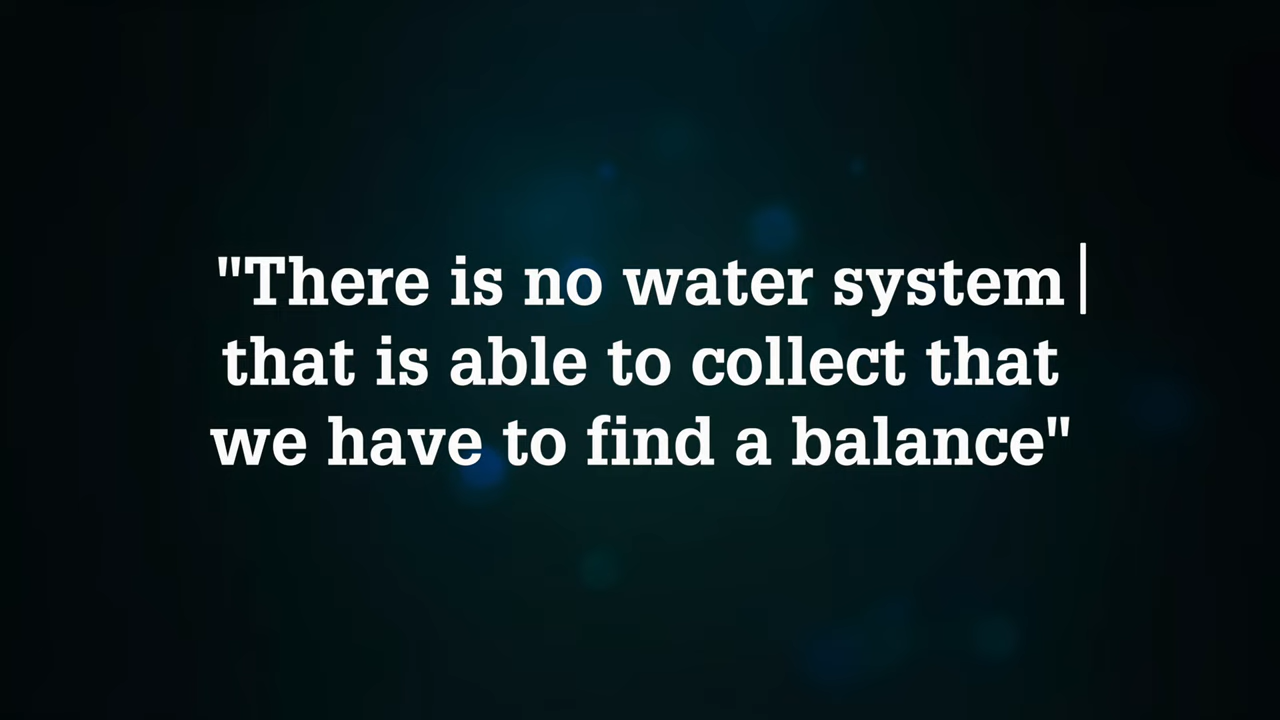 "There is no water system
that is able to collect that
we have to find a balance"